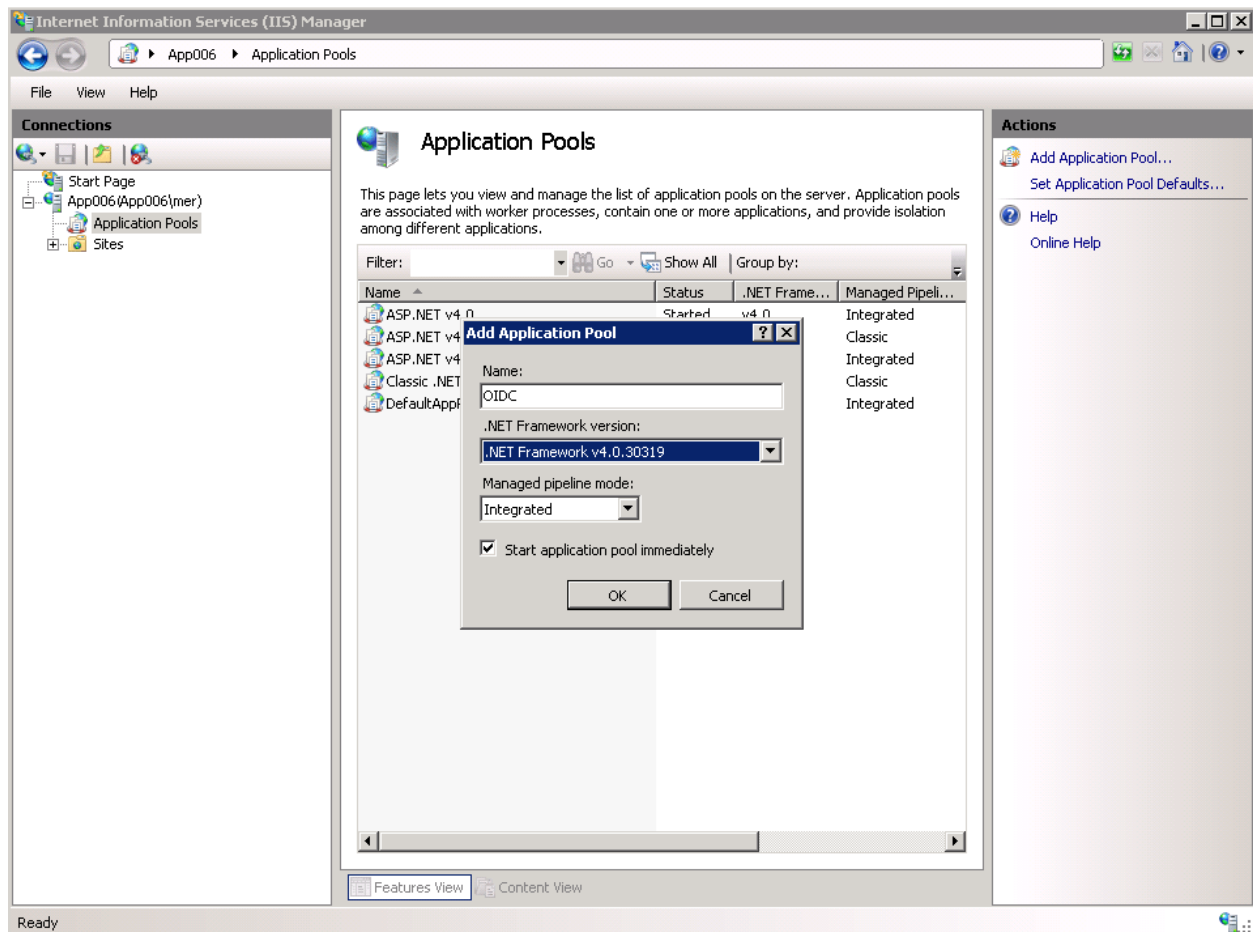 Internet Information Services (IIS) Manager
App006 Application Pools
File View Help
Connections
Start Page
App006 (App006\mer)
Application Pools
Sites
Application Pools
This page lets you view and manage the list of application pools on the server. Application pools
are associated with worker processes, contain one or more applications, and provide isolation
among different applications.
Filter: Go Show All Group by:
Name Status .NET Frame... Managed Pipeli...
ASP.NET v4.0 Started v4.0 Integrated
ASP.NET v4 Classic
ASP.NET v4 Integrated
Classic .NET Classic
DefaultAppP Integrated
Add Application Pool
Name:
OIDC
.NET Framework version:
.NET Framework v4.0.30319
Managed pipeline mode:
Integrated
Start application pool immediately
OK Cancel
Features View Content View
Actions
Add Application Pool...
Set Application Pool Defaults...
Help
Online Help
Ready